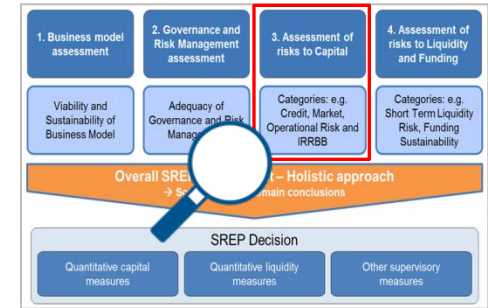 1. Business model
assessment
2. Governance and
Risk Management
assessment
3. Assessment of
risks to Capital
4. Assessment of
risks to Liquidity
and Funding
Viability and
Sustainability of
Business Model
Adequacy of
Governance and Risk
Categories: e.g.
Credit, Market,
Operational Risk and
IRRBB
Categories: e.g.
Short Term Liquidity
Risk, Funding
Sustainability
Overall – Holistic approach
→ main conclusions
SREP Decision
Quantitative capital
measures
Quantitative liquidity
measures
Other supervisory
measures